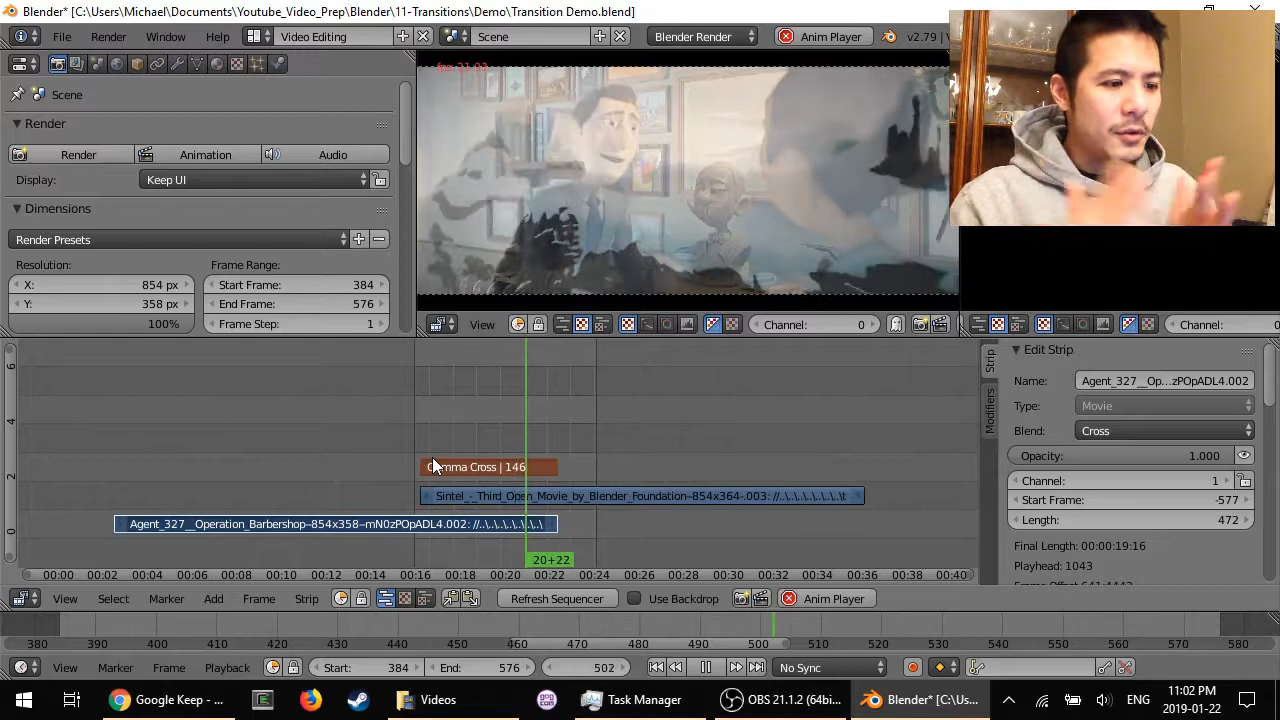 Blender* [C:\Users\Michael\Documents\Youtube_Video_Prep\Blender\11-Transitions\Demo\Transition Demo.blend]
File Render Window Help Video Editing Scene Blender Render Anim Player v2.79 |
Scene
Render
Render Animation Audio
Display: Keep UI
Dimensions
Render Presets
Resolution: Frame Range:
X: 854 px Start Frame: 384
Y: 358 px End Frame: 576
100% Frame Step: 1
View Channel: 0 Channel: 0
6
4
2
0
Gamma Cross | 146
Sintel_-_Third_Open_Movie_by_Blender_Foundation--854x364-.003: //..\..\..\..\..\..\..\t
Agent_327__Operation_Barbershop--854x358--mN0zPOpADL4.002: //..\..\..\..\..\..\..\
20+22
00:00 00:02 00:04 00:06 00:08 00:10 00:12 00:14 00:16 00:18 00:20 00:22 00:24 00:26 00:28 00:30 00:32 00:34 00:36 00:38 00:40
Strip
Modifiers
Edit Strip
Name: Agent_327__Op...zPOpADL4.002
Type: Movie
Blend: Cross
Opacity: 1.000
Channel: 1
Start Frame: -577
Length: 472
Final Length: 00:00:19:16
Playhead: 1043
View Select Marker Add Frame Strip Refresh Sequencer Use Backdrop Anim Player
380 390 400 410 420 430 440 450 460 470 480 490 500 510 520 530 540 550 560 570 580
View Marker Frame Playback Start: 384 End: 576 502 No Sync
Google Keep - ... Videos Task Manager OBS 21.1.2 (64bi... Blender* [C:\Us... ENG
11:02 PM
2019-01-22